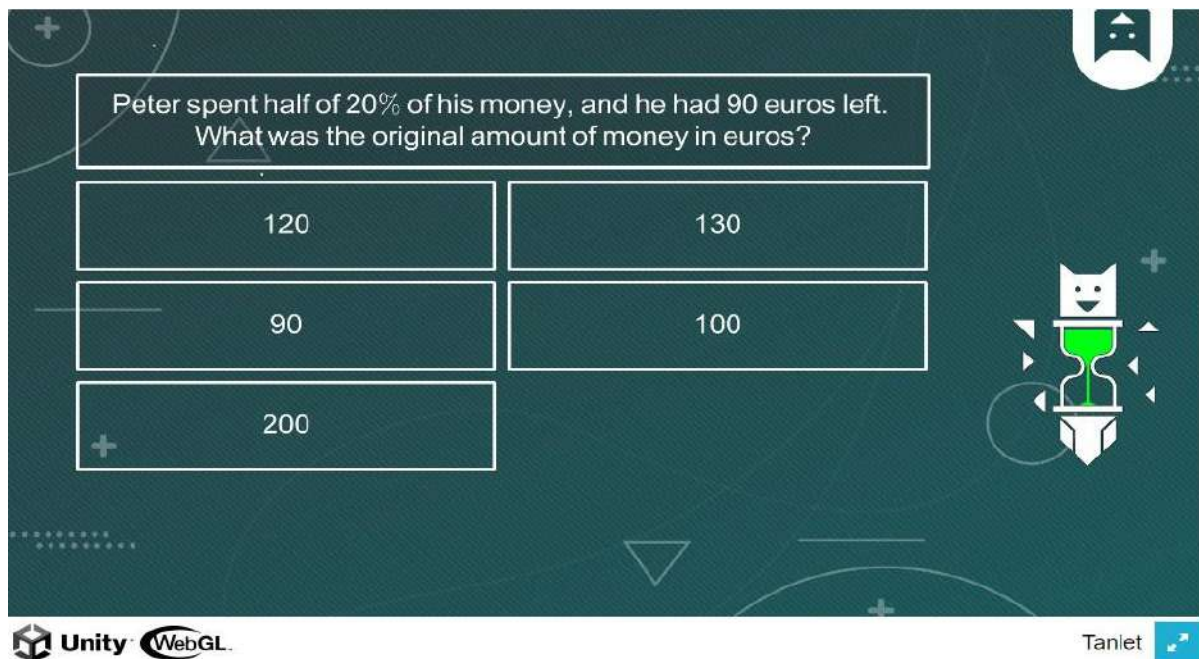 Peter spent half of 20% of his money, and he had 90 euros left.
What was the original amount of money in euros?
120
130
90
100
200
Unity WebGL.
Tanlet